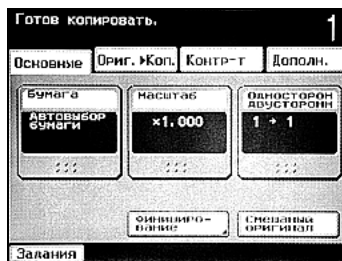 Готов копировать.
1
Основные
Ориг.▸Коп.
Контр-т
Дополн.
Бумага
Масштаб
Односторон
двусторонн
Автовыбор
бумаги
×1.000
1 → 1
Финиширо-
вание
Смешаный
оригинал
Задания